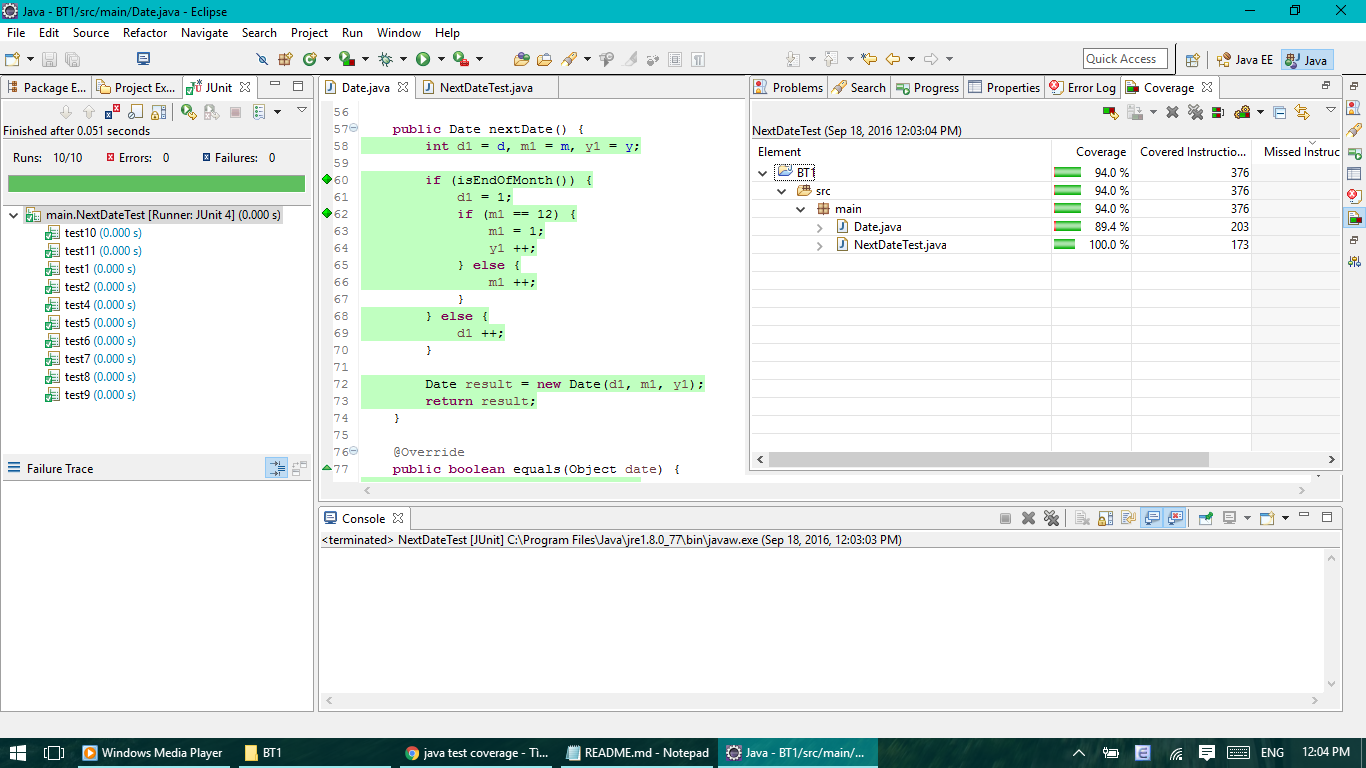 Java - BT1/src/main/Date.java - Eclipse
File Edit Source Refactor Navigate Search Project Run Window Help
Quick Access
Java EE
Java
Package E...
Project Ex...
JUnit
Finished after 0.051 seconds
Runs: 10/10 Errors: 0 Failures: 0
main.NextDateTest [Runner: JUnit 4] (0.000 s)
test10 (0.000 s)
test11 (0.000 s)
test1 (0.000 s)
test2 (0.000 s)
test4 (0.000 s)
test5 (0.000 s)
test6 (0.000 s)
test7 (0.000 s)
test8 (0.000 s)
test9 (0.000 s)
Failure Trace
Date.java
NextDateTest.java
56
57 public Date nextDate() {
58 int d1 = d, m1 = m, y1 = y;
59
60 if (isEndOfMonth()) {
61 d1 = 1;
62 if (m1 == 12) {
63 m1 = 1;
64 y1 ++;
65 } else {
66 m1 ++;
67 }
68 } else {
69 d1 ++;
70 }
71
72 Date result = new Date(d1, m1, y1);
73 return result;
74 }
75
76 @Override
77 public boolean equals(Object date) {
Problems Search Progress Properties Error Log Coverage
NextDateTest (Sep 18, 2016 12:03:04 PM)
Element Coverage Covered Instructio... Missed Instruc
BT1 94.0 % 376
src 94.0 % 376
main 94.0 % 376
Date.java 89.4 % 203
NextDateTest.java 100.0 % 173
Console
<terminated> NextDateTest [JUnit] C:\Program Files\Java\jre1.8.0_77\bin\javaw.exe (Sep 18, 2016, 12:03:03 PM)
Windows Media Player
BT1
java test coverage - Ti...
README.md - Notepad
Java - BT1/src/main/...
ENG
12:04 PM